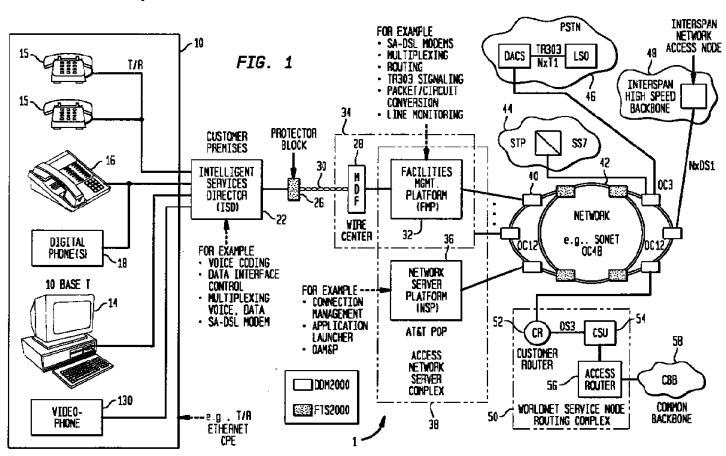 FIG. 1
10
15
T/R
15
16
DIGITAL
PHONE(S)
18
10 BASE T
14
VIDEO-
PHONE
130
e.g., T/R
ETHERNET
CPE
CUSTOMER
PREMISES
INTELLIGENT
SERVICES
DIRECTOR
(ISD)
22
FOR EXAMPLE
• VOICE CODING
• DATA INTERFACE
CONTROL
• MULTIPLEXING
VOICE, DATA
• SA-DSL MODEM
PROTECTOR
BLOCK
26
30
FOR EXAMPLE
• SA-DSL MODEMS
• MULTIPLEXING
• ROUTING
• TR303 SIGNALING
• PACKET/CIRCUIT
CONVERSION
• LINE MONITORING
34
28
MDF
WIRE
CENTER
FACILITIES
MGMT.
PLATFORM
(FMP)
32
36
NETWORK
SERVER
PLATFORM
(NSP)
FOR EXAMPLE
• CONNECTION
MANAGEMENT
• APPLICATION
LAUNCHER
• OAM&P
AT&T POP
ACCESS
NETWORK
SERVER
COMPLEX
38
1
DDM2000
FTS2000
PSTN
DACS
TR303
NxT1
LSO
46
44
STP
SS7
INTERSPAN
NETWORK
ACCESS NODE
48
INTERSPAN
HIGH SPEED
BACKBONE
NxDS1
40
42
OC3
NETWORK
e.g., SONET
OC48
OC12
OC12
52
CR
DS3
CSU
54
CUSTOMER
ROUTER
56
ACCESS
ROUTER
58
CBB
COMMON
BACKBONE
50
WORLDNET SERVICE NODE
ROUTING COMPLEX